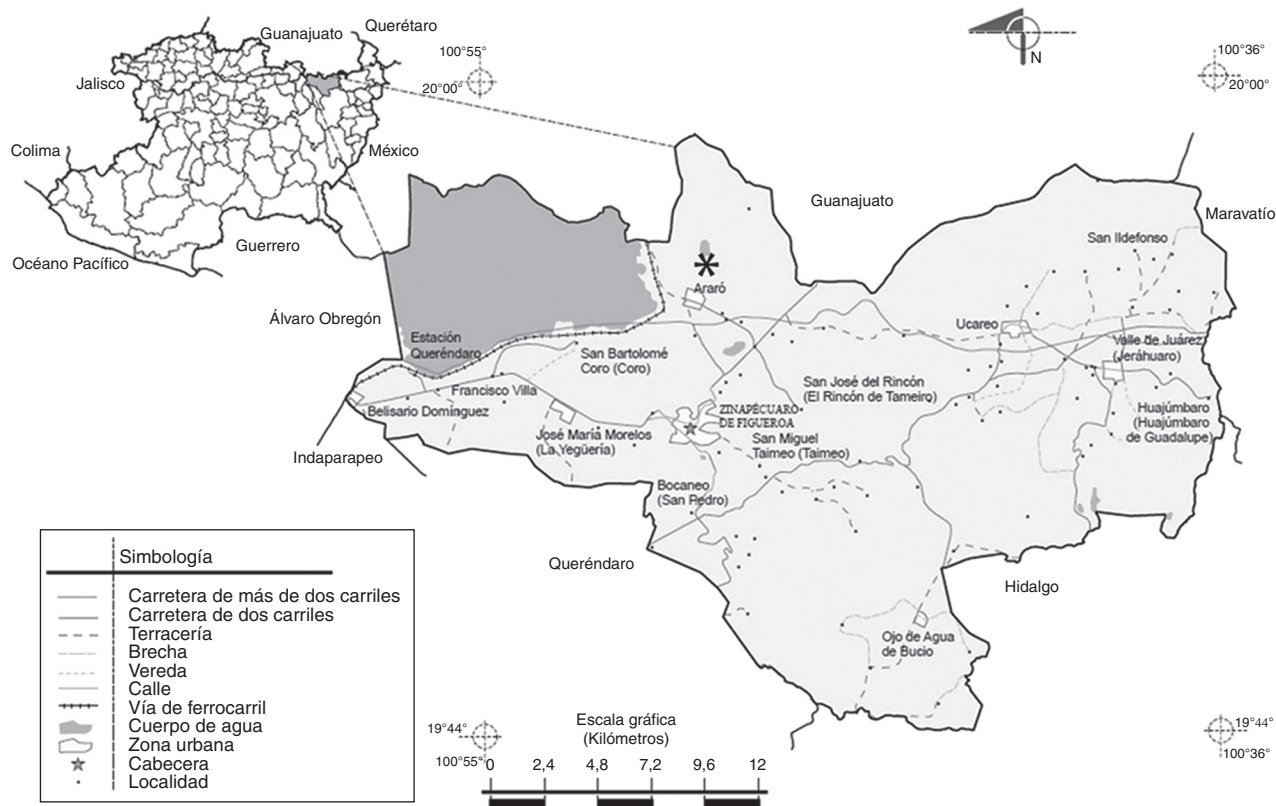 Guanajuato
Querétaro
Jalisco
Colima
México
Guerrero
Océano Pacífico
100°55°
20°00°
N
100°36°
20°00°
Guanajuato
Maravatío
San Ildefonso
Araró
Álvaro Obregón
Estación
Queréndaro
Ucareo
Valle de Juárez
(Jeráhuaro)
San Bartolomé
Coro (Coro)
Francisco Villa
San José del Rincón
(El Rincón de Tameiro)
Belisario Domínguez
ZINAPÉCUARO
DE FIGUEROA
Huajúmbaro
(Huajúmbaro
de Guadalupe)
José María Morelos
(La Yegüería)
San Miguel
Taimeo (Taimeo)
Indaparapeo
Bocaneo
(San Pedro)
Queréndaro
Hidalgo
Ojo de Agua
de Bucio
Simbología
Carretera de más de dos carriles
Carretera de dos carriles
Terracería
Brecha
Vereda
Calle
Vía de ferrocarril
Cuerpo de agua
Zona urbana
Cabecera
Localidad
19°44°
100°55°
Escala gráfica
(Kilómetros)
0 2,4 4,8 7,2 9,6 12
19°44°
100°36°